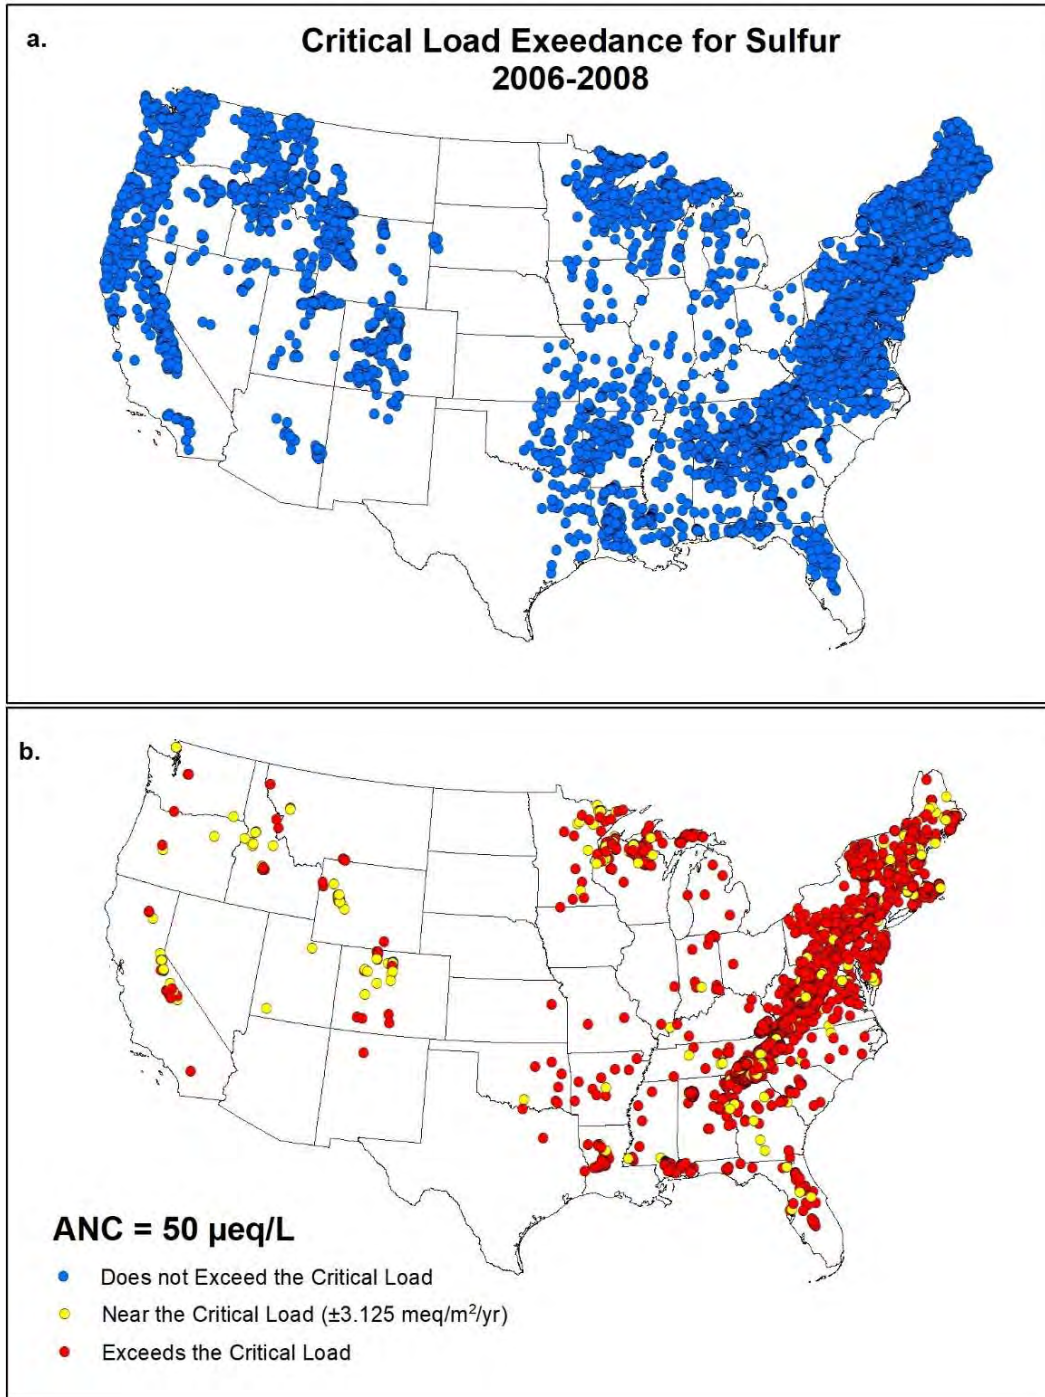 a.
Critical Load Exeedance for Sulfur
2006-2008
b.
ANC = 50 µeq/L
Does not Exceed the Critical Load
Near the Critical Load (±3.125 meq/m²/yr)
Exceeds the Critical Load